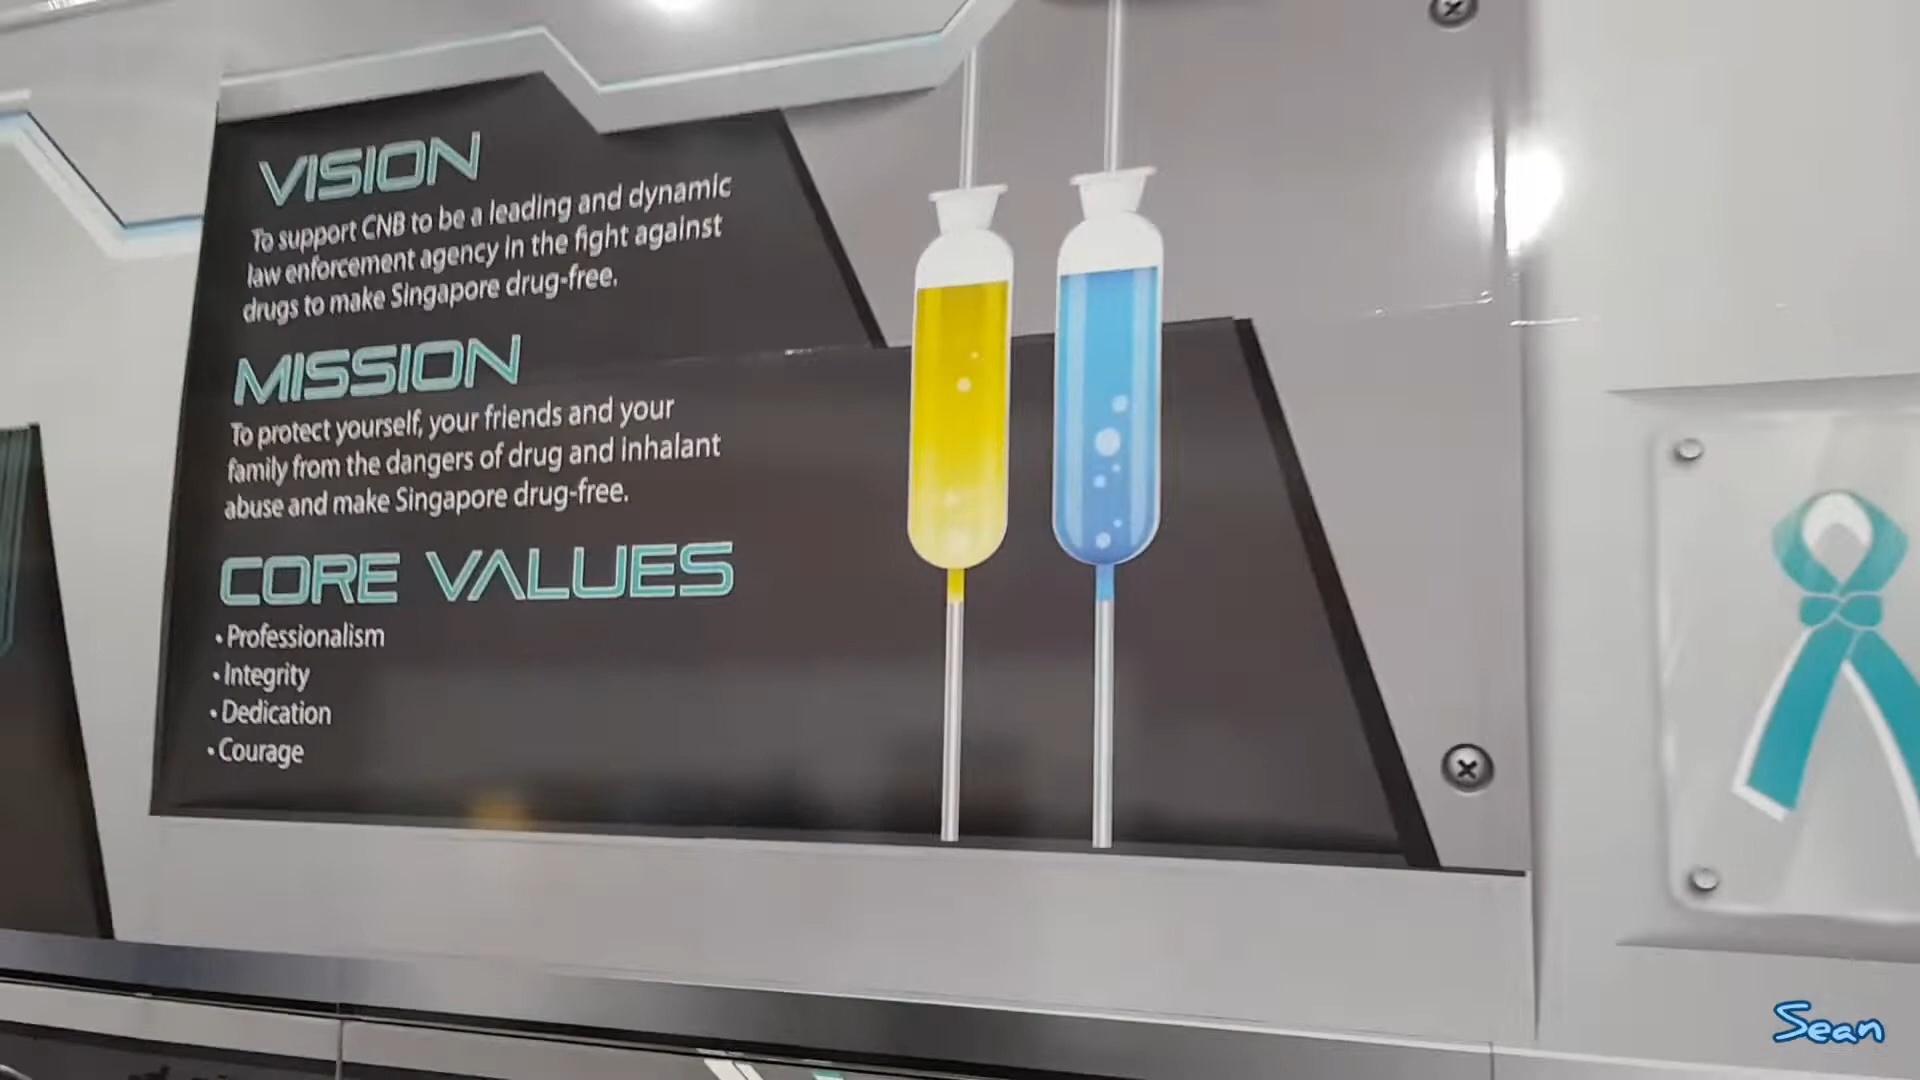 VISION
To support CNB to be a leading and dynamic
law enforcement agency in the fight against
drugs to make Singapore drug-free.
MISSION
To protect yourself, your friends and your
family from the dangers of drug and inhalant
abuse and make Singapore drug-free.
CORE VALUES
• Professionalism
• Integrity
• Dedication
• Courage
Sean